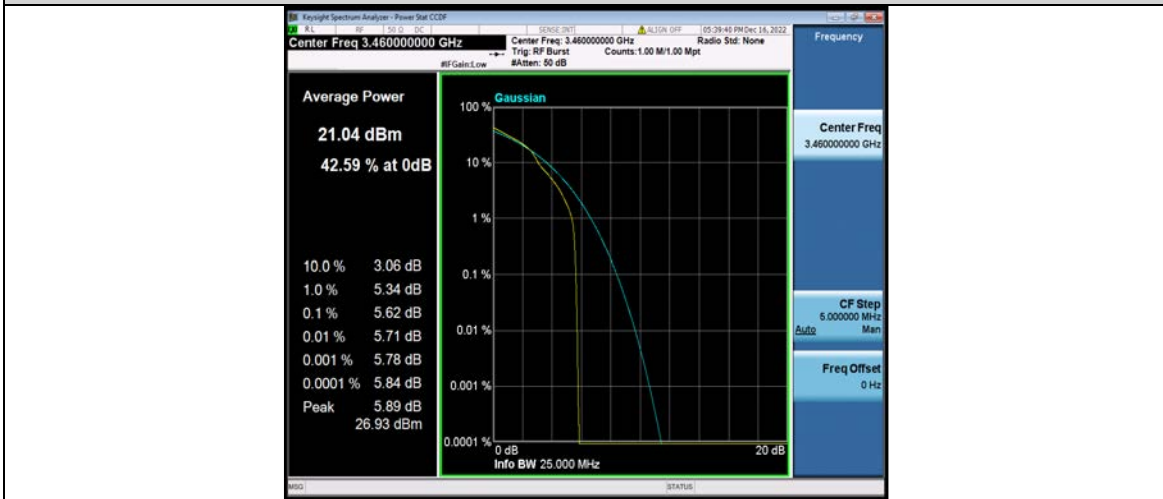 Keysight Spectrum Analyzer - Power Stat CCDF
RL RF 50 Ω DC SENSE:INT ALIGN OFF 05:39:40 PM Dec 16, 2022
Center Freq 3.460000000 GHz
Center Freq: 3.460000000 GHz Radio Std: None
Trig: RF Burst Counts:1.00 M/1.00 Mpt
#IFGain:Low #Atten: 50 dB
Frequency
Average Power
21.04 dBm
42.59 % at 0dB
10.0 % 3.06 dB
1.0 % 5.34 dB
0.1 % 5.62 dB
0.01 % 5.71 dB
0.001 % 5.78 dB
0.0001 % 5.84 dB
Peak 5.89 dB
26.93 dBm
Gaussian
100 %
10 %
1 %
0.1 %
0.01 %
0.001 %
0.0001 %
0 dB 20 dB
Info BW 25.000 MHz
Center Freq
3.460000000 GHz
CF Step
5.000000 MHz
Auto Man
Freq Offset
0 Hz
MSG STATUS